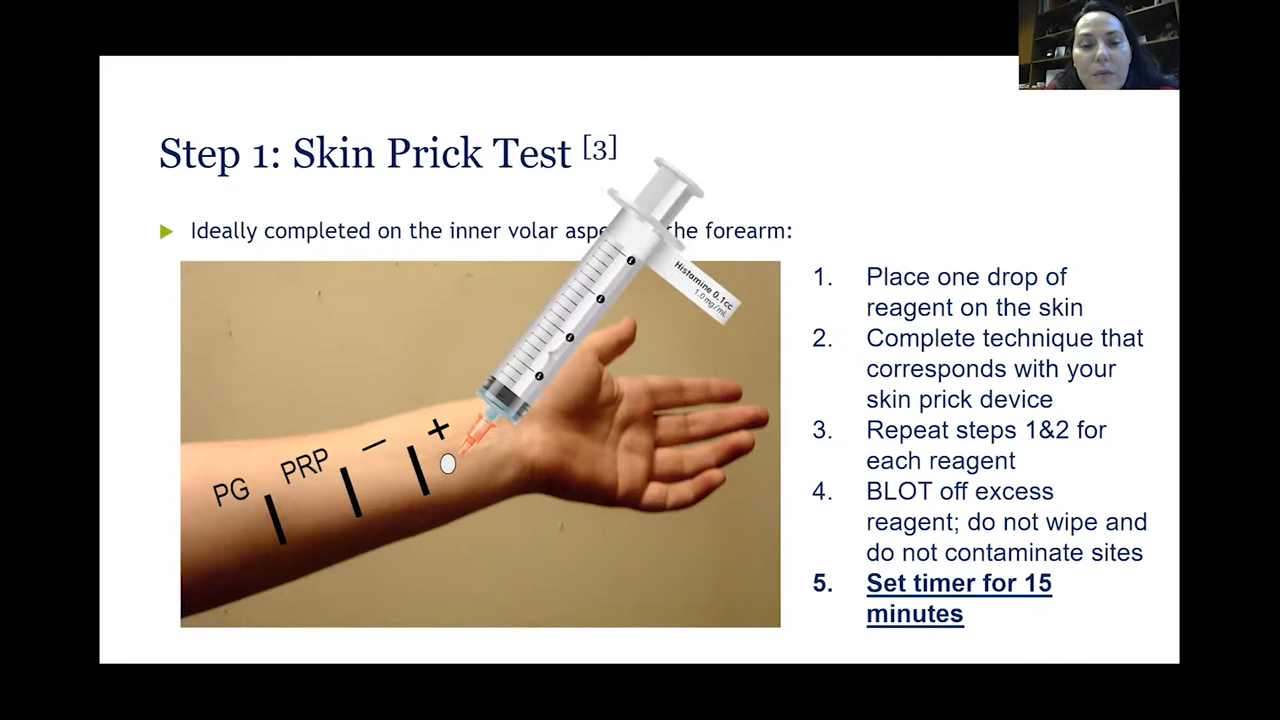 Step 1: Skin Prick Test [3]
Ideally completed on the inner volar aspe the forearm:
Histamine 0.1cc
1.0 mg/mL
PG
PRP
–
+
1. Place one drop of
reagent on the skin
2. Complete technique that
corresponds with your
skin prick device
3. Repeat steps 1&2 for
each reagent
4. BLOT off excess
reagent; do not wipe and
do not contaminate sites
5. Set timer for 15
minutes